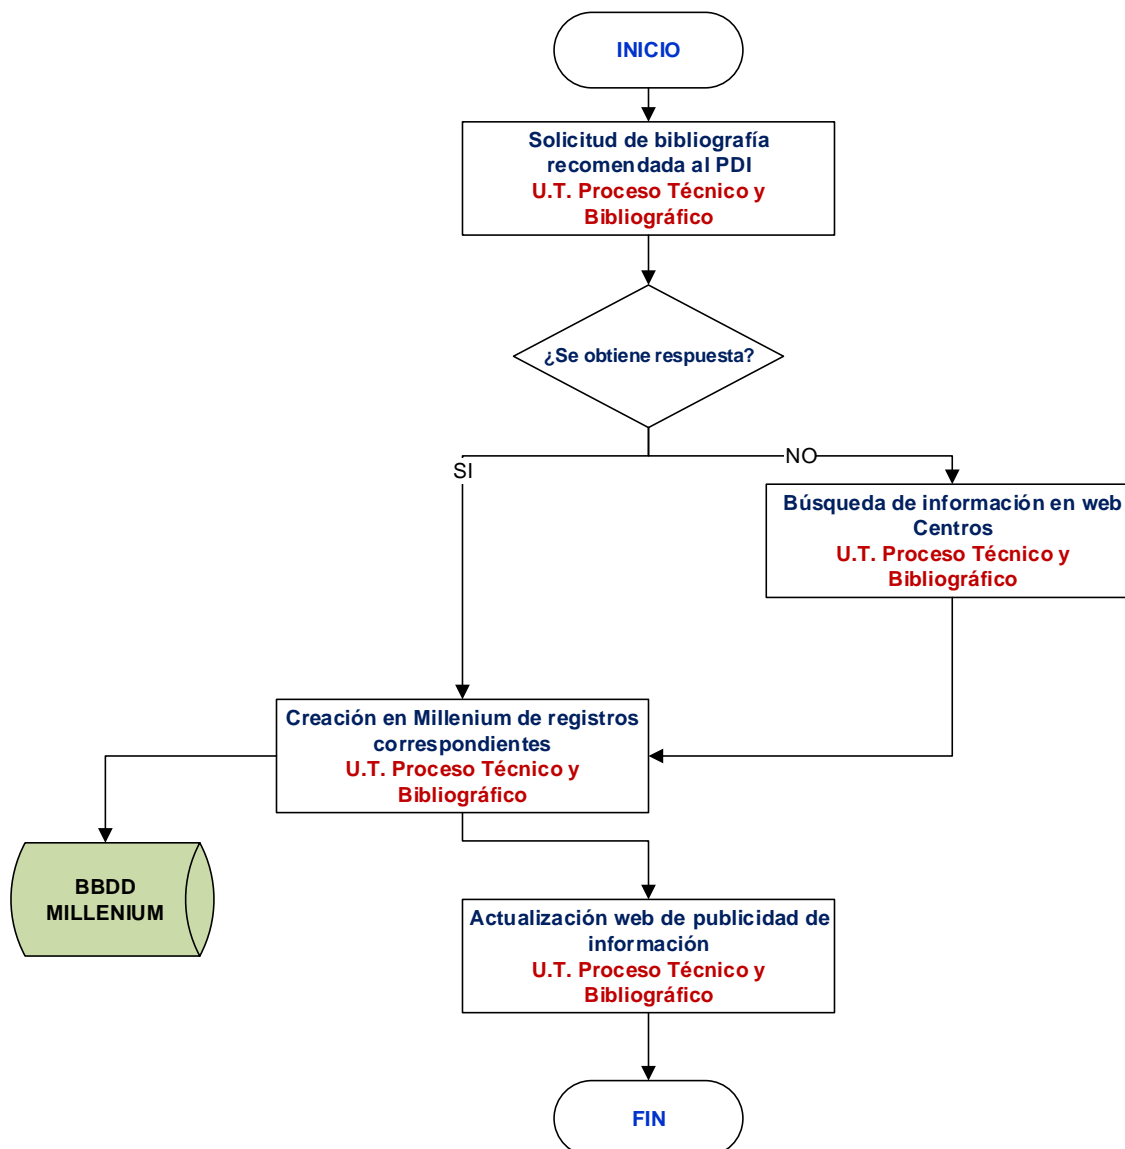 INICIO
Solicitud de bibliografía
recomendada al PDI
U.T. Proceso Técnico y
Bibliográfico
¿Se obtiene respuesta?
SI
NO
Búsqueda de información en web
Centros
U.T. Proceso Técnico y
Bibliográfico
Creación en Millenium de registros
correspondientes
U.T. Proceso Técnico y
Bibliográfico
BBDD
MILLENIUM
Actualización web de publicidad de
información
U.T. Proceso Técnico y
Bibliográfico
FIN